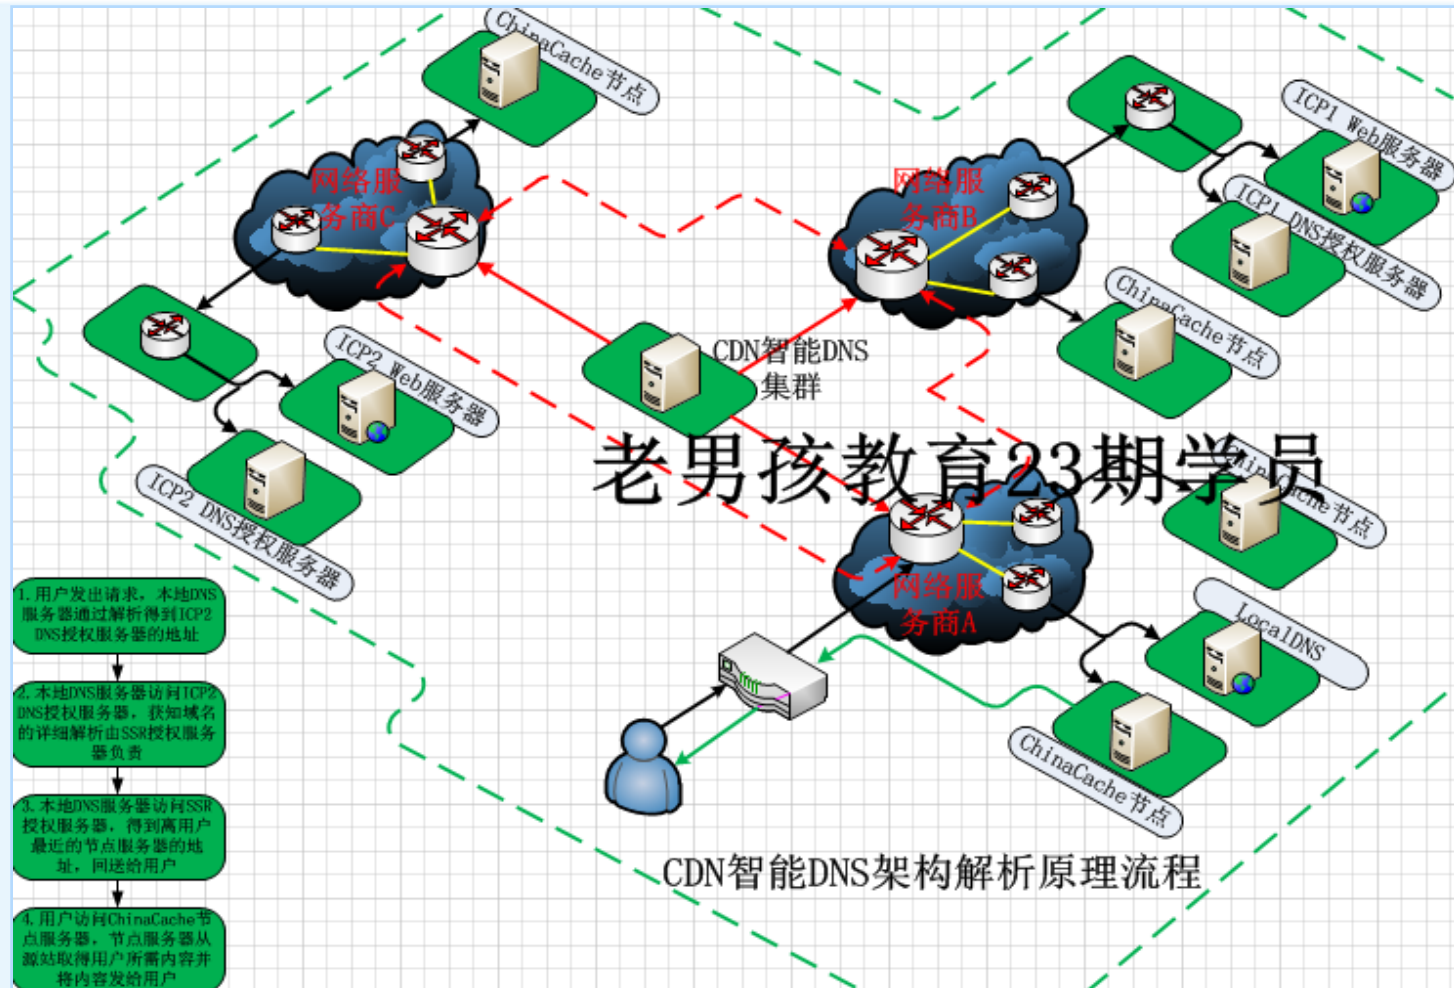 ChinaCache节点
网络服
务商C
网络服
务商B
ICP1 Web服务器
ICP1 DNS授权服务器
ChinaCache节点
CDN智能DNS
集群
ICP2 Web服务器
ICP2 DNS授权服务器
老男孩教育23期学员
ChinaCache节点
网络服
务商A
LocalDNS
ChinaCache节点
1.用户发出请求，本地DNS
服务器通过解析得到ICP2
DNS授权服务器的地址
2.本地DNS服务器访问ICP2
DNS授权服务器，获知域名
的详细解析由SSR授权服务
器负责
3.本地DNS服务器访问SSR
授权服务器，得到离用户
最近的节点服务器的地
址，回送给用户
4.用户访问ChinaCache节
点服务器，节点服务器从
源站取得用户所需内容并
将内容发给用户
CDN智能DNS架构解析原理流程